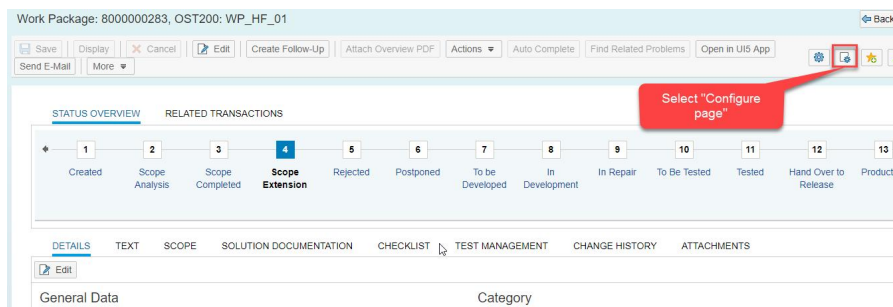 Work Package: 8000000283, OST200: WP_HF_01
Back
Save Display Cancel Edit Create Follow-Up Attach Overview PDF Actions Auto Complete Find Related Problems Open in UI5 App
Send E-Mail More
Select "Configure
page"
STATUS OVERVIEW RELATED TRANSACTIONS
1 2 3 4 5 6 7 8 9 10 11 12 13
Created Scope Scope Scope Rejected Postponed To be In In Repair To Be Tested Tested Hand Over to Product
Analysis Completed Extension Developed Development Release
DETAILS TEXT SCOPE SOLUTION DOCUMENTATION CHECKLIST TEST MANAGEMENT CHANGE HISTORY ATTACHMENTS
Edit
General Data Category